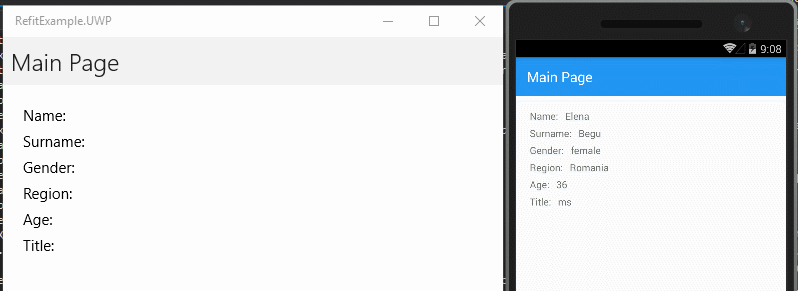 RefitExample.UWP
Main Page
Name:
Surname:
Gender:
Region:
Age:
Title:
9:08
Main Page
Name: Elena
Surname: Begu
Gender: female
Region: Romania
Age: 36
Title: ms